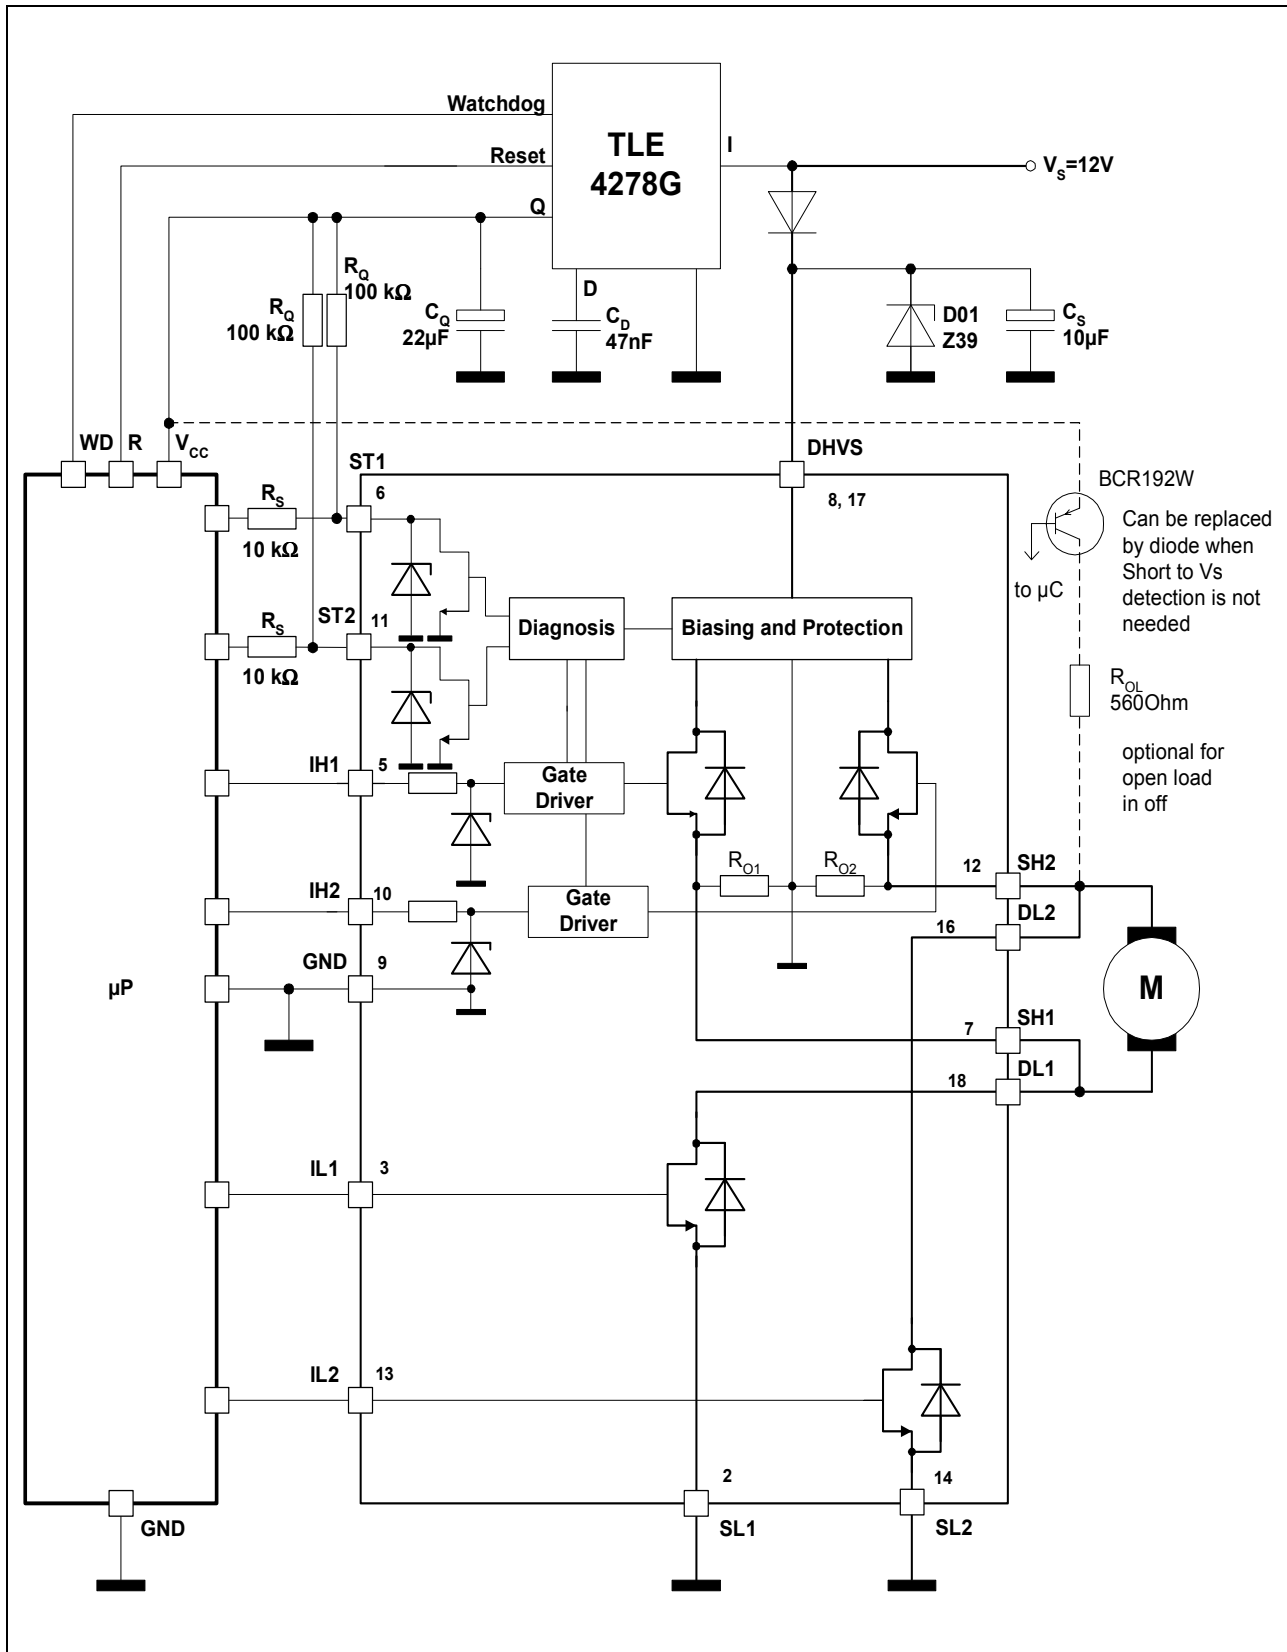 Watchdog
TLE
4278G
I
Reset
V_S=12V
Q
R_Q
100 kΩ
R_Q
100 kΩ
D
C_Q
22µF
C_D
47nF
D01
Z39
C_S
10µF
WD
R
V_CC
ST1
DHVS
6
8, 17
BCR192W
R_S
10 kΩ
Can be replaced
by diode when
Short to Vs
detection is not
needed
to µC
ST2
11
R_S
10 kΩ
Diagnosis
Biasing and Protection
R_OL
560Ohm
optional for
open load
in off
IH1
5
Gate
Driver
R_O1
R_O2
12
SH2
IH2
10
Gate
Driver
DL2
16
GND
9
µP
M
SH1
7
DL1
18
IL1
3
IL2
13
2
14
GND
SL1
SL2